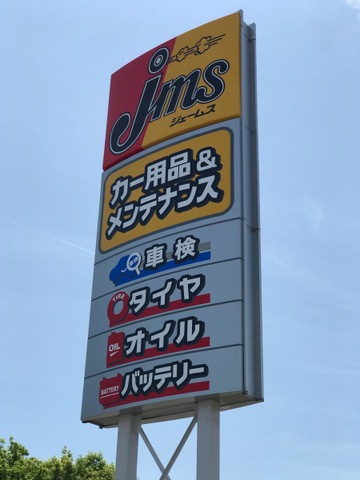 jms
ジェームス
カー用品&
メンテナンス
車検
TIRE
タイヤ
OIL
オイル
BATTERY
バッテリー